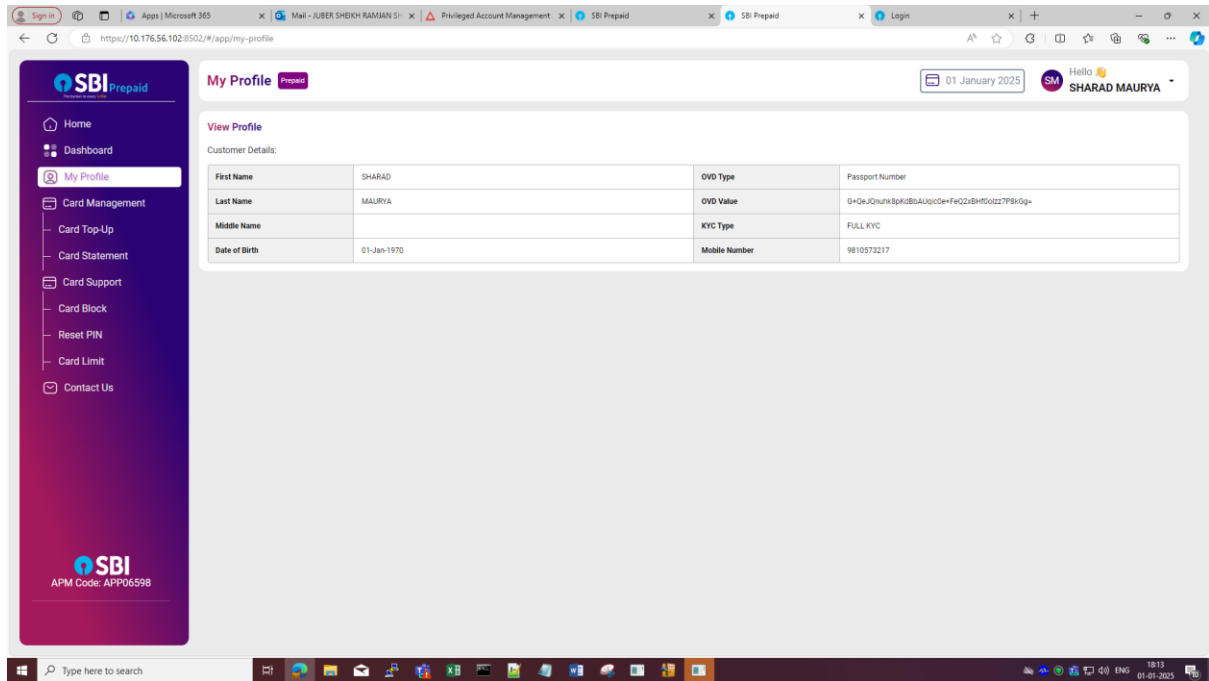 Sign in
Apps | Microsoft 365
Mail - JUBER SHEIKH RAMJAN SH
Privileged Account Management
SBI Prepaid
SBI Prepaid
Login
https://10.176.56.102:8502/#/app/my-profile
SBI Prepaid
My Profile Prepaid
01 January 2025
SM
Hello 👋
SHARAD MAURYA
Home
Dashboard
My Profile
Card Management
Card Top-Up
Card Statement
Card Support
Card Block
Reset PIN
Card Limit
Contact Us
View Profile
Customer Details:
First Name SHARAD OVD Type Passport Number
Last Name MAURYA OVD Value
Middle Name KYC Type FULL KYC
Date of Birth 01-Jan-1970 Mobile Number 9810573217
SBI
APM Code: APP06598
Type here to search
ENG
18:13
01-01-2025